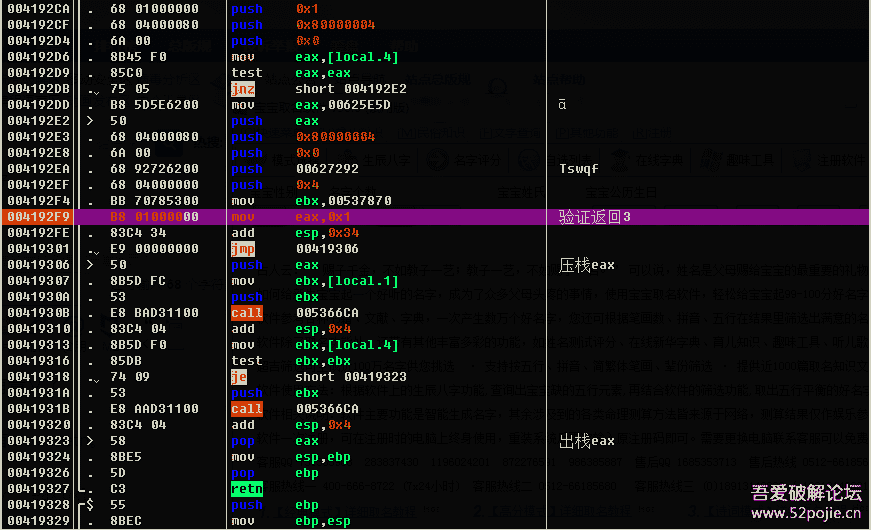 004192CA . 68 01000000 push 0x1
004192CF . 68 04000080 push 0x80000004
004192D4 . 6A 00 push 0x0
004192D6 . 8B45 F0 mov eax,[local.4]
004192D9 . 85C0 test eax,eax
004192DB . 75 05 jnz short 004192E2
004192DD . B8 5D5E6200 mov eax,00625E5D ā
004192E2 > 50 push eax
004192E3 . 68 04000080 push 0x80000004
004192E8 . 6A 00 push 0x0
004192EA . 68 92726200 push 00627292 Tswqf
004192EF . 68 04000000 push 0x4
004192F4 . BB 70785300 mov ebx,00537870
004192F9 . B8 01000000 mov eax,0x1 验证返回3
004192FE . 83C4 34 add esp,0x34
00419301 . E9 00000000 jmp 00419306
00419306 > 50 push eax 压栈eax
00419307 . 8B5D FC mov ebx,[local.1]
0041930A . 53 push ebx
0041930B . E8 BAD31100 call 005366CA
00419310 . 83C4 04 add esp,0x4
00419313 . 8B5D F0 mov ebx,[local.4]
00419316 . 85DB test ebx,ebx
00419318 . 74 09 je short 00419323
0041931A . 53 push ebx
0041931B . E8 AAD31100 call 005366CA
00419320 . 83C4 04 add esp,0x4
00419323 > 58 pop eax 出栈eax
00419324 . 8BE5 mov esp,ebp
00419326 . 5D pop ebp
00419327 . C3 retn
00419328 $ 55 push ebp
00419329 . 8BEC mov ebp,esp
吾爱破解论坛
www.52pojie.cn